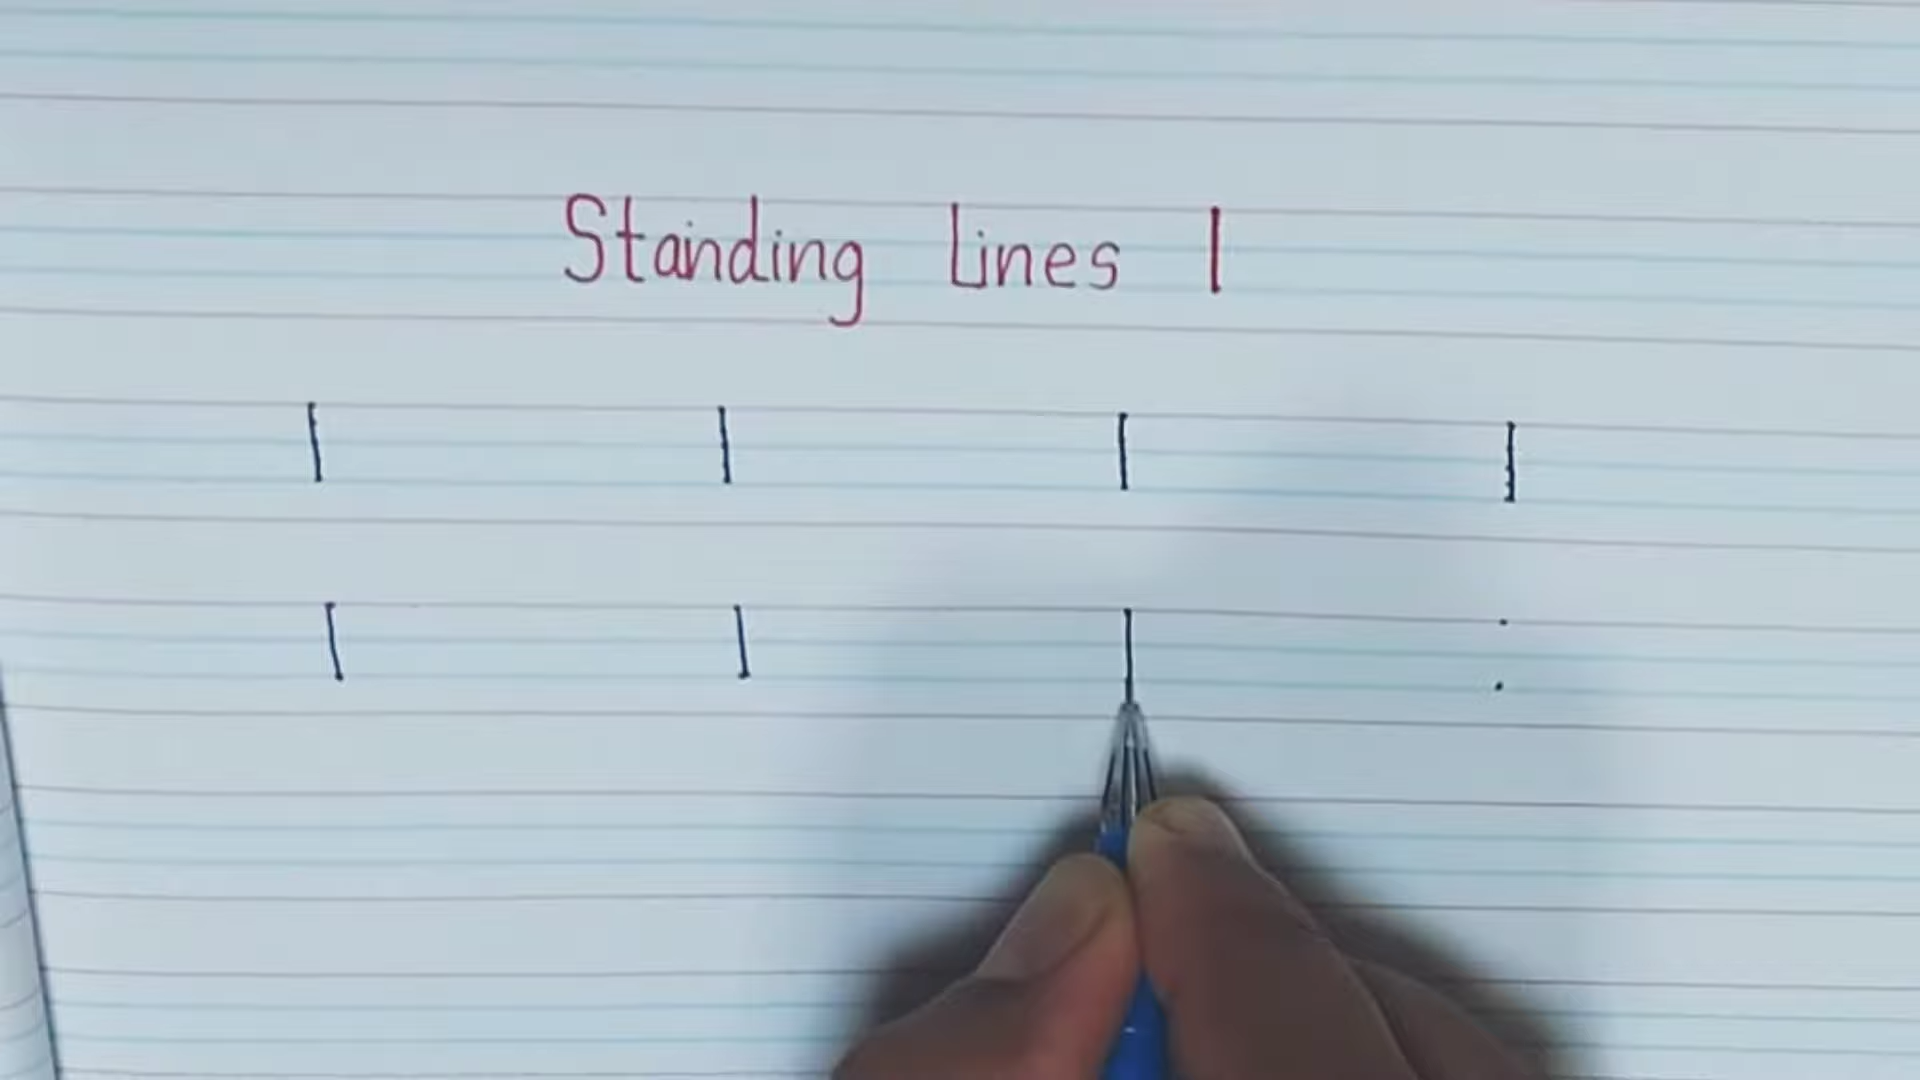 Standing Lines |
| | | |
| | |